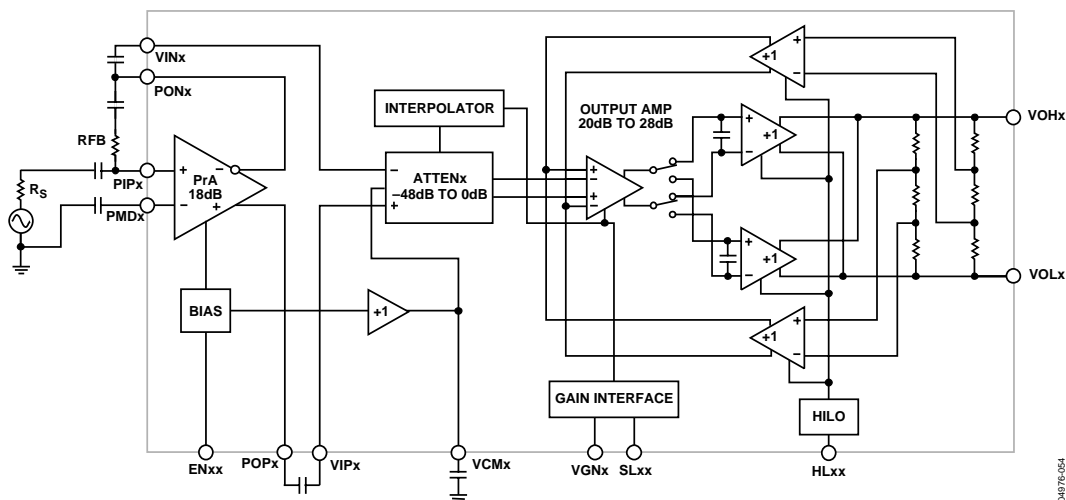 VINx
PONx
RFB
PIPx
RS
PMDx
+
−
PrA
18dB
−
+
INTERPOLATOR
−
ATTENx
−48dB TO 0dB
+
BIAS
+1
OUTPUT AMP
20dB TO 28dB
−
+
+
−
+1
+
−
+
−
+1
+
−
+1
+1
+
−
VOHx
VOLx
GAIN INTERFACE
HILO
ENxx
POPx
VIPx
VCMx
VGNx
SLxx
HLxx
04976-054